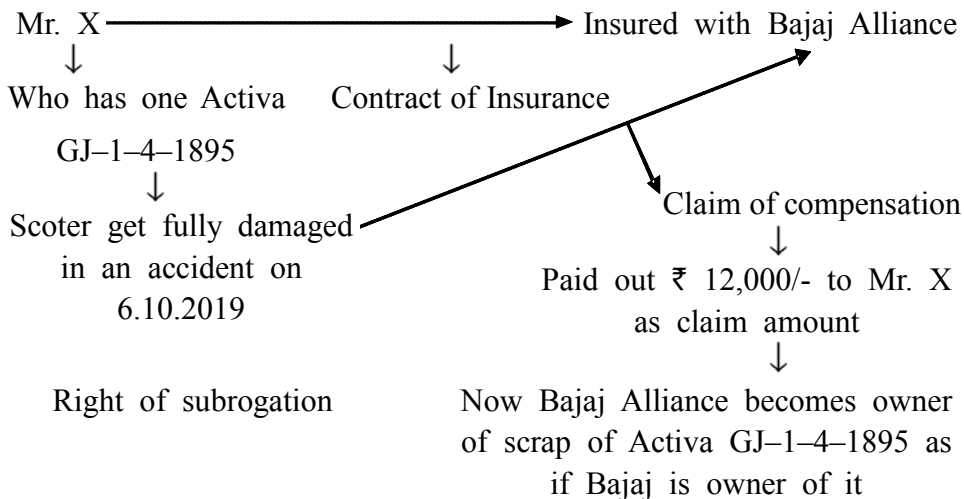 Mr. X
Insured with Bajaj Alliance
Who has one Activa
Contract of Insurance
GJ–1–4–1895
Scoter get fully damaged
in an accident on
6.10.2019
Claim of compensation
Paid out ₹ 12,000/- to Mr. X
as claim amount
Right of subrogation
Now Bajaj Alliance becomes owner
of scrap of Activa GJ–1–4–1895 as
if Bajaj is owner of it